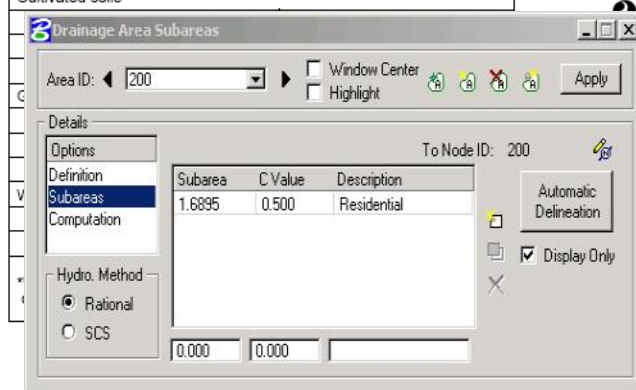 Cultivated soils
Drainage Area Subareas
Area ID: 200
Window Center
Highlight
Apply
Details
Options
Definition
Subareas
Computation
To Node ID: 200
Subarea C Value Description
1.6895 0.500 Residential
Automatic
Delineation
Display Only
Hydro. Method
Rational
SCS
0.000 0.000